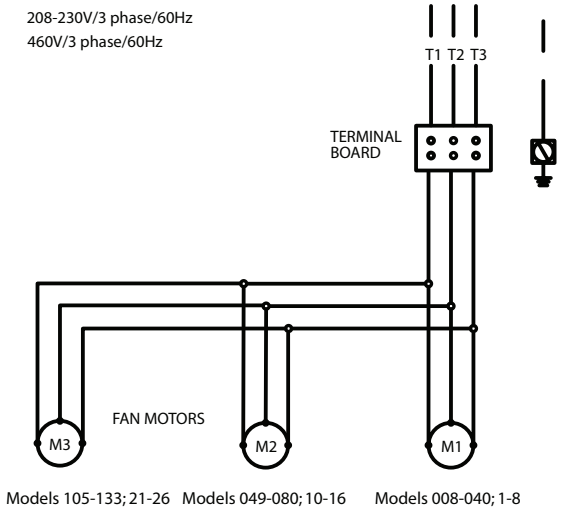 208-230V/3 phase/60Hz
460V/3 phase/60Hz
T1 T2 T3
TERMINAL
BOARD
FAN MOTORS
M3
M2
M1
Models 105-133; 21-26
Models 049-080; 10-16
Models 008-040; 1-8